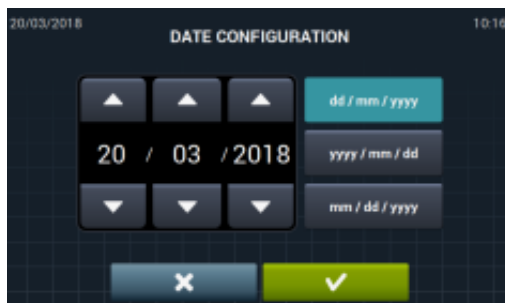 20/03/2018
DATE CONFIGURATION
10:16
dd / mm / yyyy
20 / 03 / 2018
yyyy / mm / dd
mm / dd / yyyy